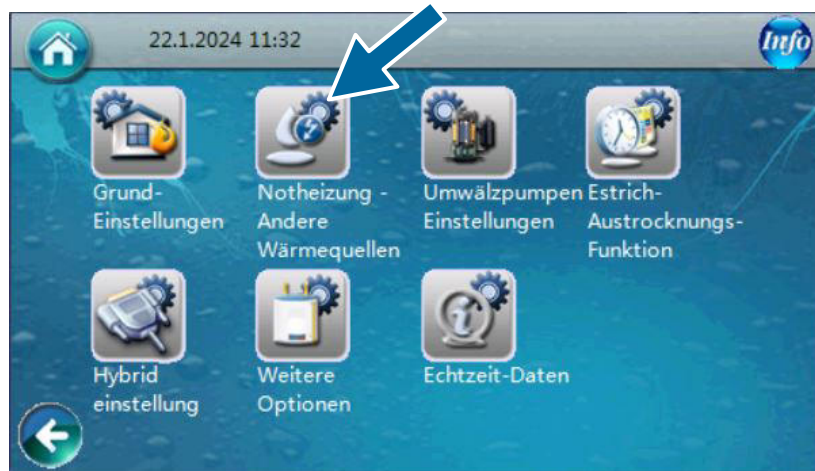 22.1.2024 11:32
Info
Grund-
Einstellungen
Notheizung -
Andere
Wärmequellen
Umwälzpumpen
Einstellungen
Estrich-
Austrocknungs-
Funktion
Hybrid
einstellung
Weitere
Optionen
Echtzeit-Daten